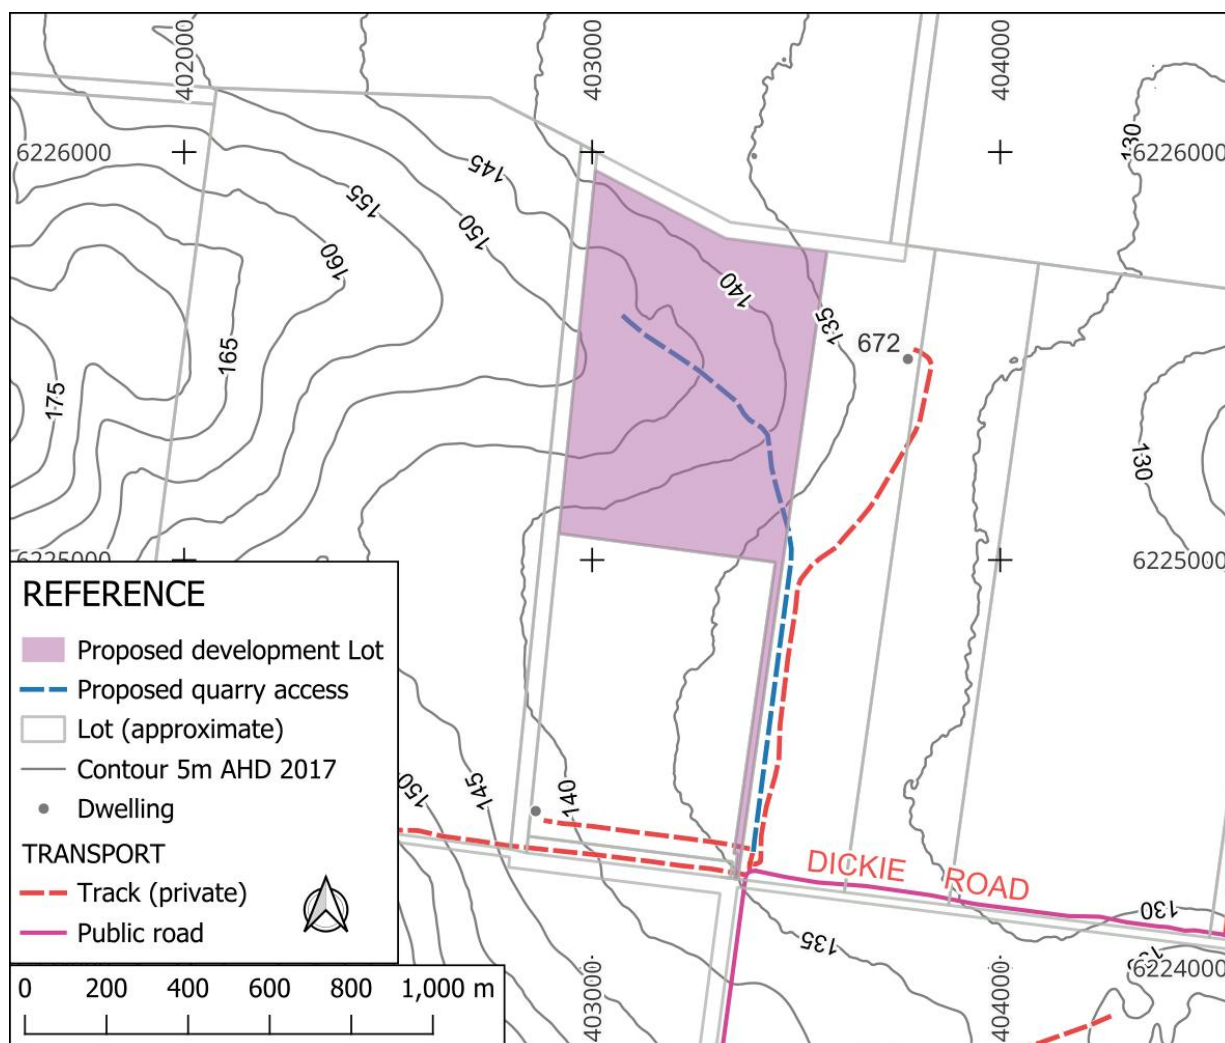 402000
403000
404000
6226000
130
6226000
145
155
150
160
140
135
672
165
175
130
6225000
6225000
REFERENCE
Proposed development Lot
Proposed quarry access
Lot (approximate)
Contour 5m AHD 2017
Dwelling
TRANSPORT
Track (private)
Public road
150
145
140
DICKIE ROAD
130
135
6224000
403000
404000
0 200 400 600 800 1,000 m